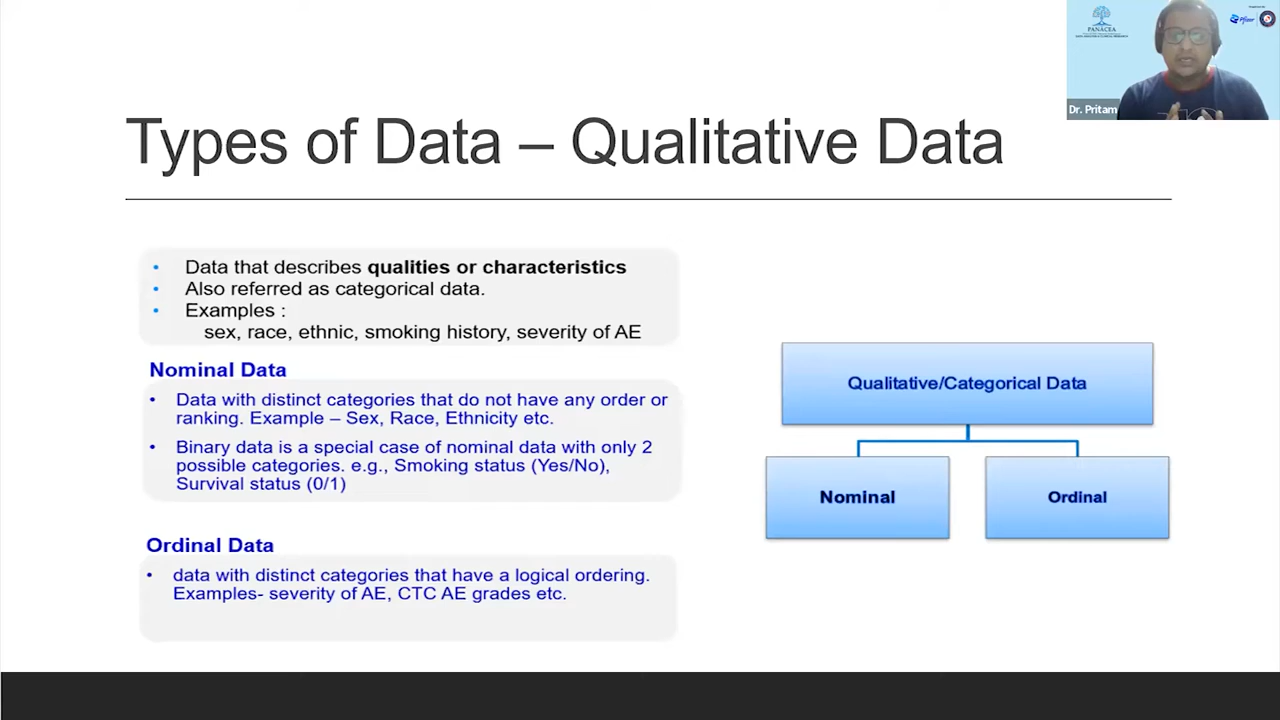 PANACEA
Pfizer
Dr. Pritam
Types of Data – Qualitative Data
• Data that describes qualities or characteristics
• Also referred as categorical data.
• Examples :
sex, race, ethnic, smoking history, severity of AE
Nominal Data
• Data with distinct categories that do not have any order or
ranking. Example – Sex, Race, Ethnicity etc.
• Binary data is a special case of nominal data with only 2
possible categories. e.g., Smoking status (Yes/No),
Survival status (0/1)
Ordinal Data
• data with distinct categories that have a logical ordering.
Examples- severity of AE, CTC AE grades etc.
Qualitative/Categorical Data
Nominal
Ordinal